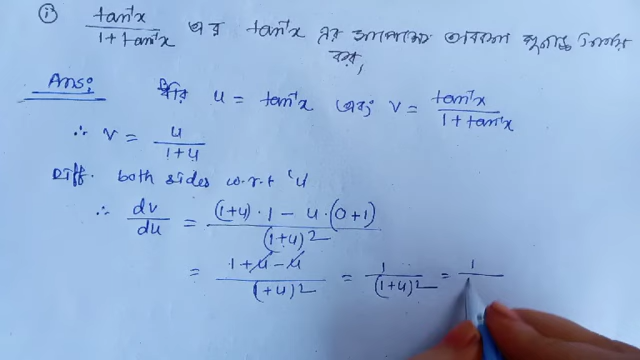 ① tan⁻¹x / 1 + tan⁻¹x এর tan⁻¹x এর সাপেক্ষে অবকল গুনাঙ্ক নির্ণয়
কর,
Ans: ধরি u = tan⁻¹x এবং v = tan⁻¹x / 1 + tan⁻¹x
∴ v = u / 1+u
Diff. both sides w.r.t 'u
∴ dv/du = (1+u)·1 − u·(0+1) / (1+u)²
= 1+u−u / (1+u)² = 1 / (1+u)² = 1